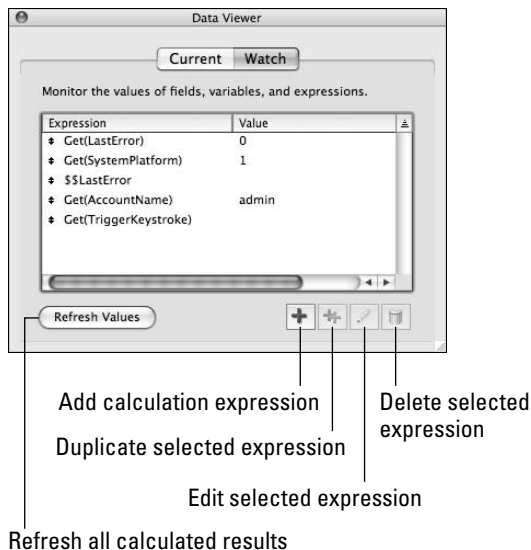 Data Viewer
Current Watch
Monitor the values of fields, variables, and expressions.
Expression Value
Get(LastError) 0
Get(SystemPlatform) 1
$$LastError
Get(AccountName) admin
Get(TriggerKeystroke)
Refresh Values
Add calculation expression
Delete selected
expression
Duplicate selected expression
Edit selected expression
Refresh all calculated results